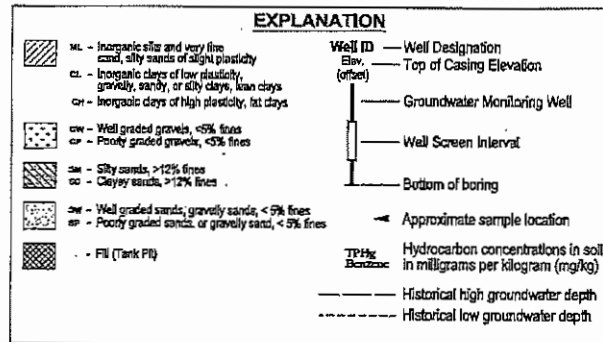 EXPLANATION
ML - Inorganic silts and very fine
sand, silty sands of slight plasticity
CL - Inorganic clays of low plasticity,
gravelly, sandy, or silty clays, lean clays
CH - Inorganic clays of high plasticity, fat clays
GW - Well graded gravels, <5% fines
GP - Poorly graded gravels, <5% fines
SM - Silty sands, >12% fines
SC - Clayey sands, >12% fines
SW - Well graded sands, gravelly sands, < 5% fines
SP - Poorly graded sands, or gravelly sand, < 5% fines
- Fill (Tank Pit)
Well ID Well Designation
Elev. Top of Casing Elevation
(offset)
Groundwater Monitoring Well
Well Screen Interval
Bottom of boring
Approximate sample location
TPHg Hydrocarbon concentrations in soil
Benzene in milligrams per kilogram (mg/kg)
Historical high groundwater depth
Historical low groundwater depth